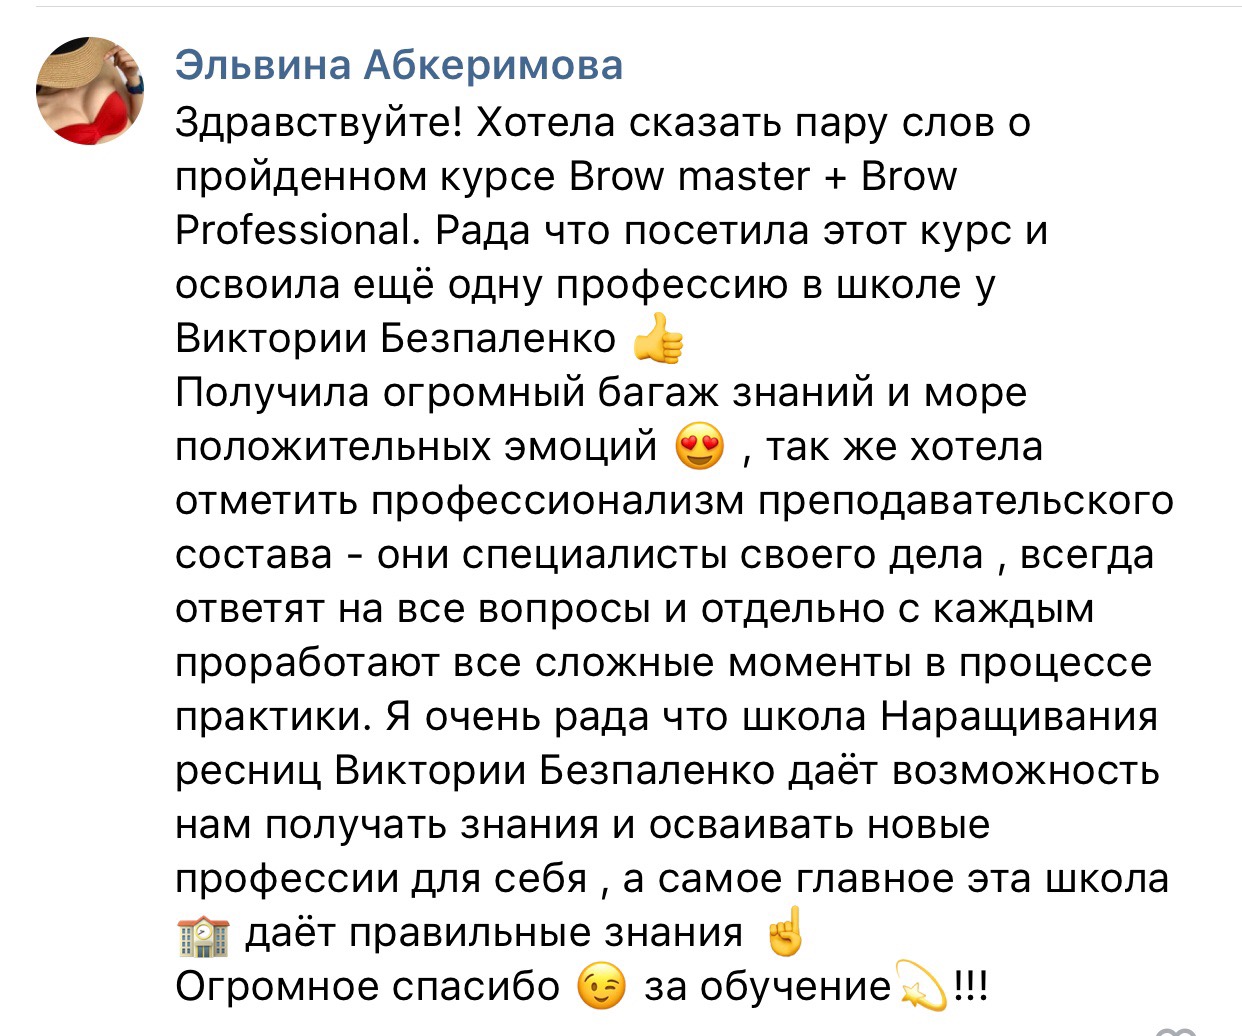 Эльвина Абкеримова
Здравствуйте! Хотела сказать пару слов о
пройденном курсе Brow master + Brow
Professional. Рада что посетила этот курс и
освоила ещё одну профессию в школе у
Виктории Безпаленко 👍
Получила огромный багаж знаний и море
положительных эмоций 😍 , так же хотела
отметить профессионализм преподавательского
состава - они специалисты своего дела , всегда
ответят на все вопросы и отдельно с каждым
проработают все сложные моменты в процессе
практики. Я очень рада что школа Наращивания
ресниц Виктории Безпаленко даёт возможность
нам получать знания и осваивать новые
профессии для себя , а самое главное эта школа
🏫 даёт правильные знания ☝️
Огромное спасибо 😉 за обучение💫!!!